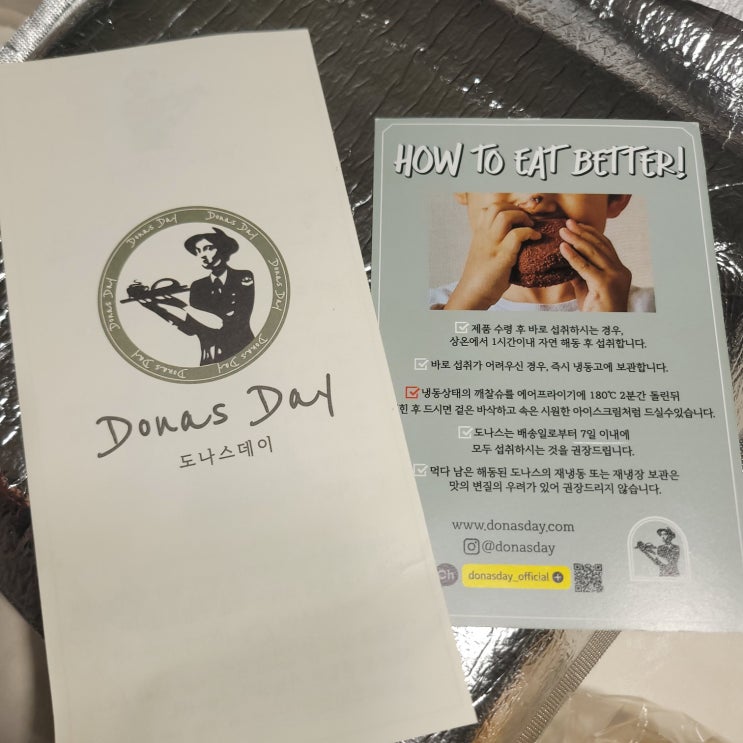 Donas Day
Donas Day
Donas Day
Donas Day
Donas Day
Donas Day
Donas Day
도나스데이
HOW TO EAT BETTER!
제품 수령 후 바로 섭취하시는 경우,
상온에서 1시간이내 자연 해동 후 섭취합니다.
바로 섭취가 어려우신 경우, 즉시 냉동고에 보관합니다.
냉동상태의 깨찰슈를 에어프라이기에 180℃ 2분간 돌린뒤
힌 후 드시면 겉은 바삭하고 속은 시원한 아이스크림처럼 드실수있습니다.
도나스는 배송일로부터 7일 이내에
모두 섭취하시는 것을 권장드립니다.
먹다 남은 해동된 도나스의 재냉동 또는 재냉장 보관은
맛의 변질의 우려가 있어 권장드리지 않습니다.
www.donasday.com
@donasday
Ch donasday_official +